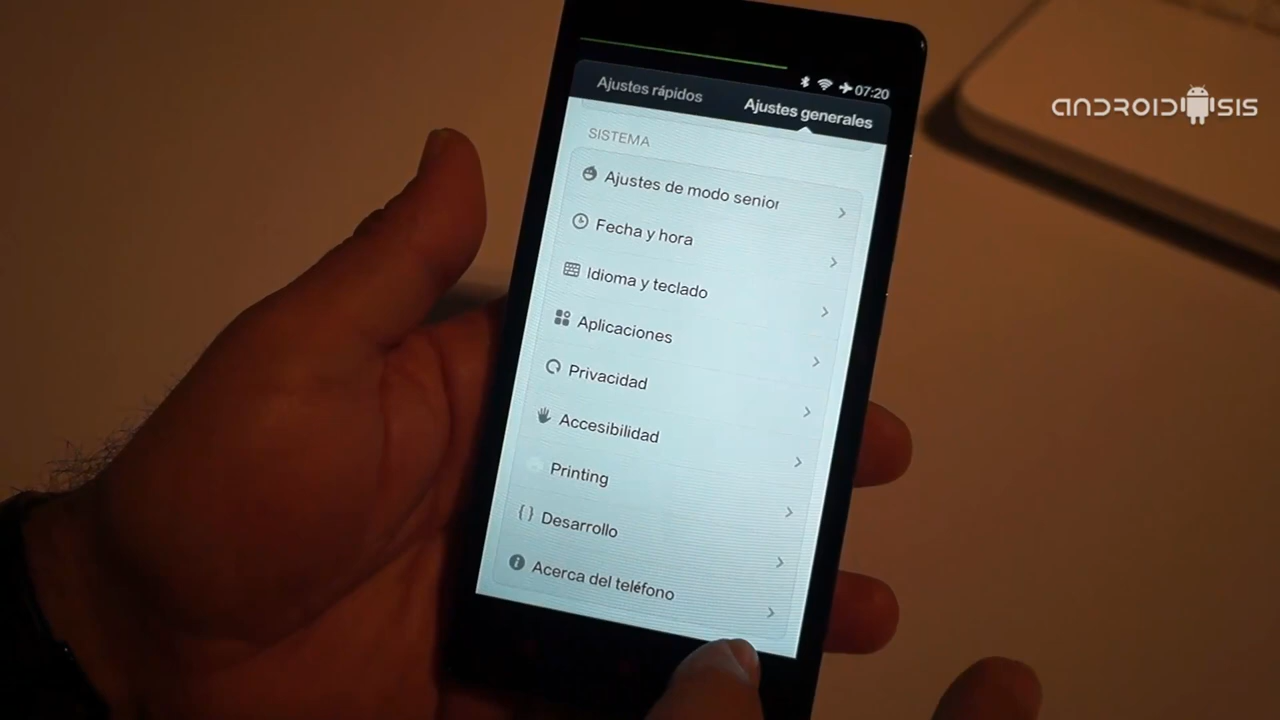 ANDROIDSIS
07:20
Ajustes rápidos
Ajustes generales
SISTEMA
Ajustes de modo senior
Fecha y hora
Idioma y teclado
Aplicaciones
Privacidad
Accesibilidad
Printing
{ } Desarrollo
Acerca del teléfono